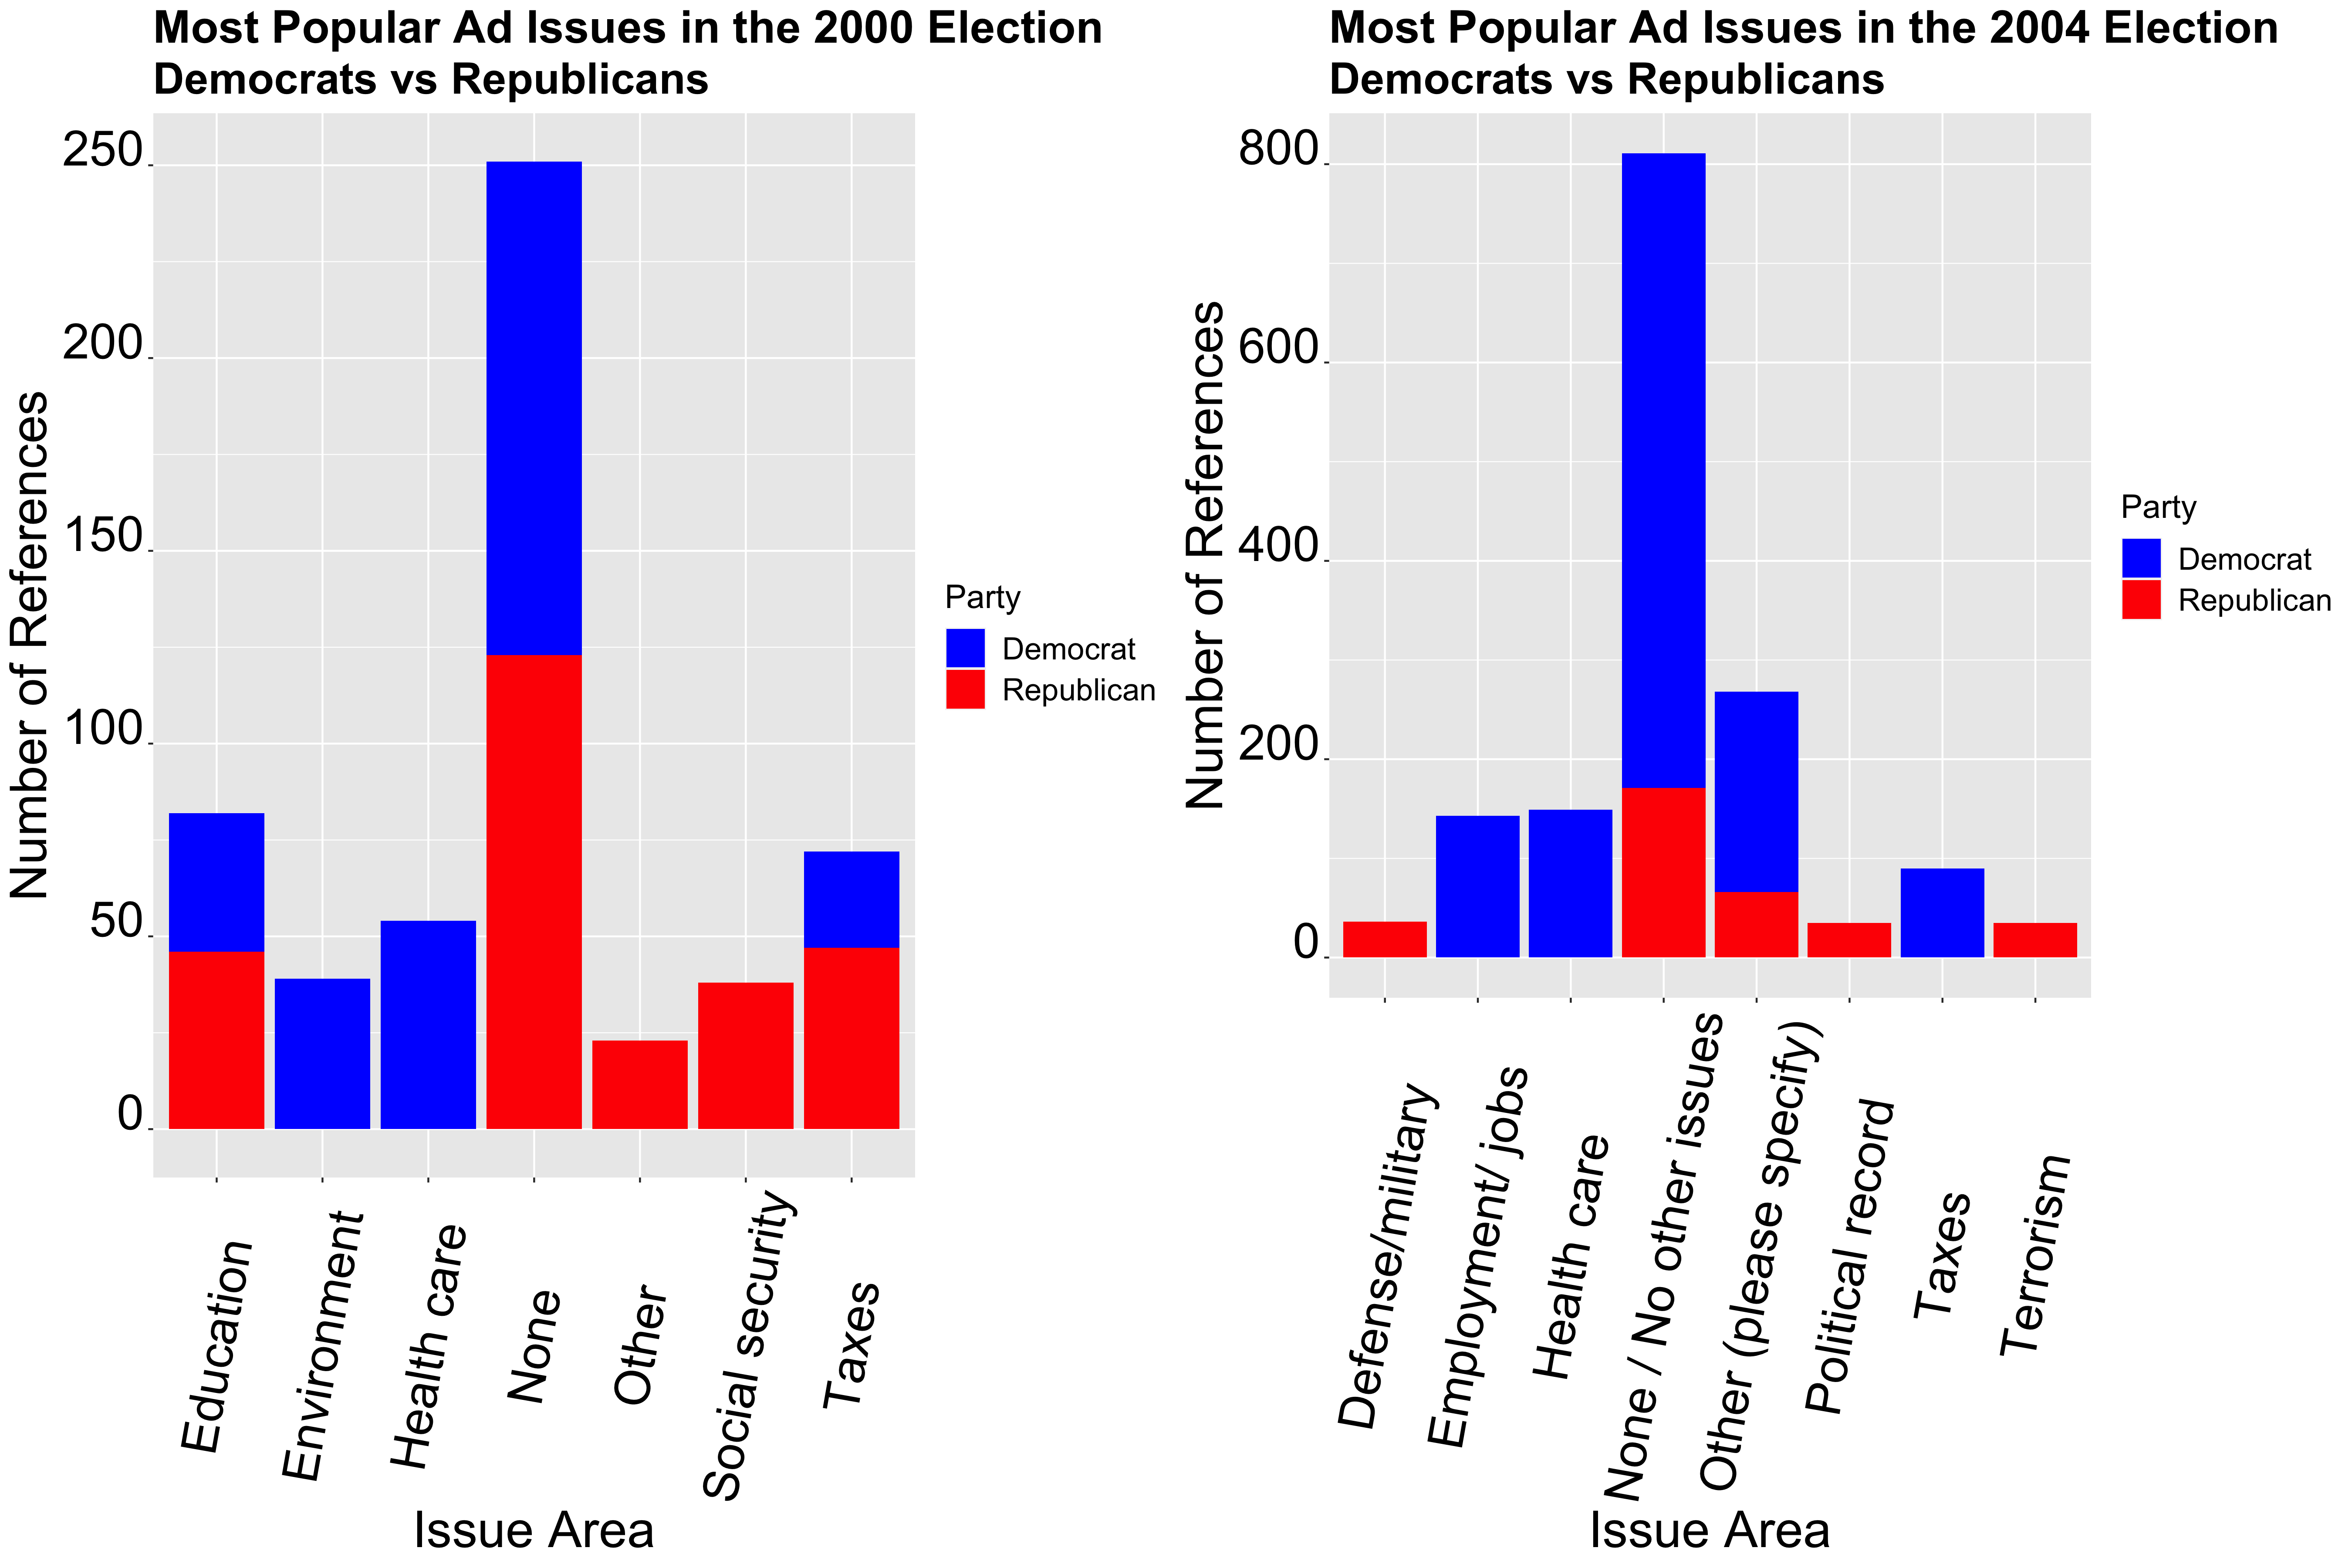 Most Popular Ad Issues in the 2000 Election
Democrats vs Republicans
Number of References
250
200
150
100
50
0
Education
Environment
Health care
None
Other
Social security
Taxes
Issue Area
Party
Democrat
Republican
Most Popular Ad Issues in the 2004 Election
Democrats vs Republicans
Number of References
800
600
400
200
0
Defense/military
Employment/ jobs
Health care
None / No other issues
Other (please specify)
Political record
Taxes
Terrorism
Issue Area
Party
Democrat
Republican